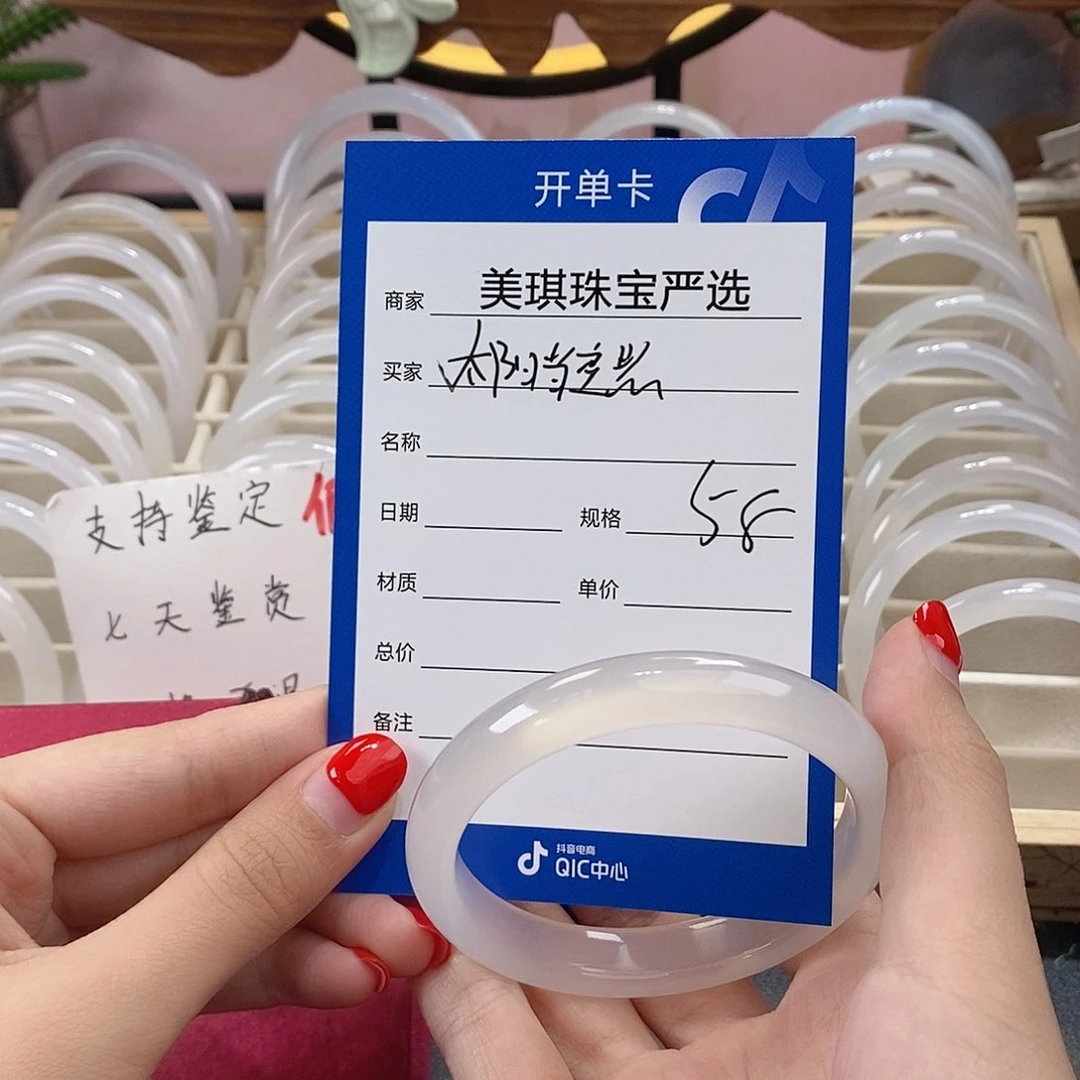 开单卡
商家 美琪珠宝严选
买家
名称
日期 规格 58
材质 单价
总价
备注
抖音电商
QIC中心
支持鉴定
七天鉴赏